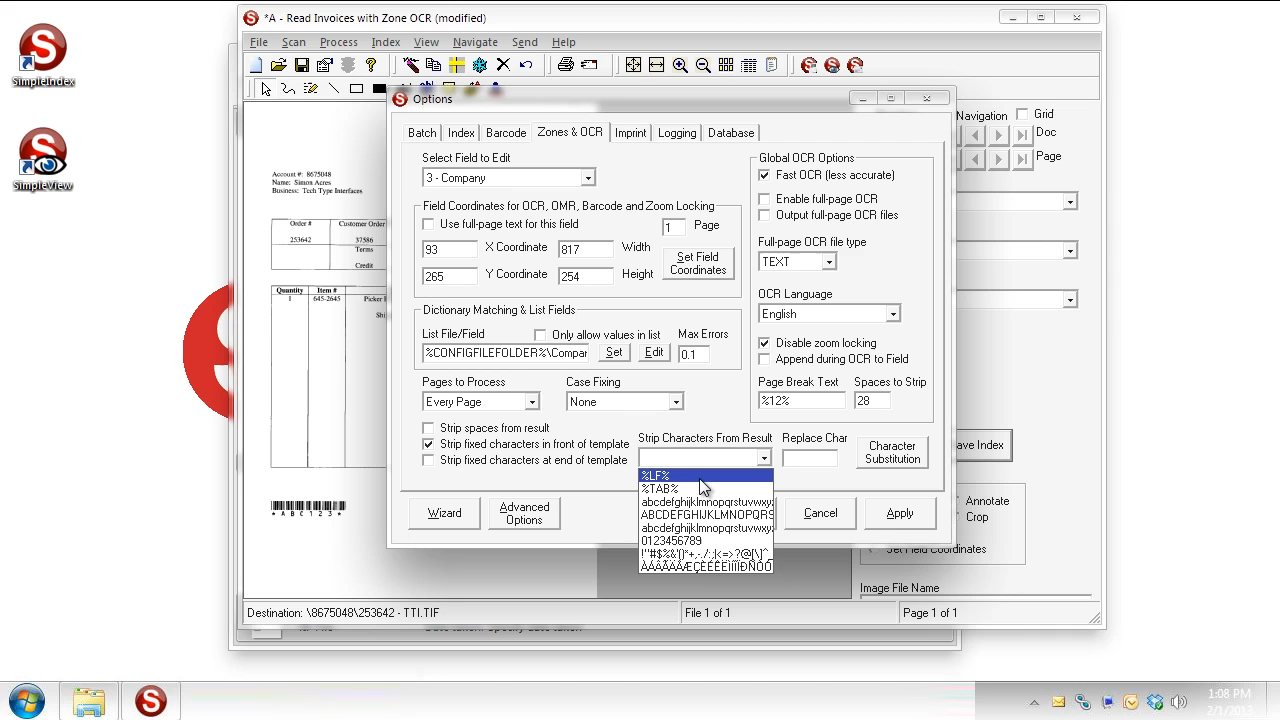 SimpleIndex
SimpleView
*A - Read Invoices with Zone OCR (modified)
File Scan Process Index View Navigate Send Help
Options
Batch Index Barcode Zones & OCR Imprint Logging Database
Select Field to Edit
3 - Company
Field Coordinates for OCR, OMR, Barcode and Zoom Locking
Use full-page text for this field
1 Page
93 X Coordinate 817 Width
265 Y Coordinate 254 Height
Set Field Coordinates
Dictionary Matching & List Fields
List File/Field
Only allow values in list
Max Errors
%CONFIGFILEFOLDER%\Compar
Set Edit 0.1
Pages to Process
Every Page
Case Fixing
None
Strip spaces from result
Strip fixed characters in front of template
Strip fixed characters at end of template
Strip Characters From Result
Replace Char
Character Substitution
%LF%
%TAB%
abcdefghijklmnopqrstuvwxy
ABCDEFGHIJKLMNOPQRS
abcdefghijklmnopqrstuvwxy
0123456789
Global OCR Options
Fast OCR (less accurate)
Enable full-page OCR
Output full-page OCR files
Full-page OCR file type
TEXT
OCR Language
English
Disable zoom locking
Append during OCR to Field
Page Break Text
%12%
Spaces to Strip
28
Wizard
Advanced Options
Cancel
Apply
Account #: 8675048
Name: Simon Acres
Business: Tech Type Interfaces
Order # Customer Order
253642 37586
Terms
Credit
Quantity Item #
1 645-2645 Picker
Shi
*ABC123*
Navigation Grid
Doc
Page
ave Index
Annotate
Crop
Set Field Coordinates
Image File Name
Destination: \8675048\253642 - TTI.TIF
File 1 of 1
Page 1 of 1
1:08 PM
2/1/2013